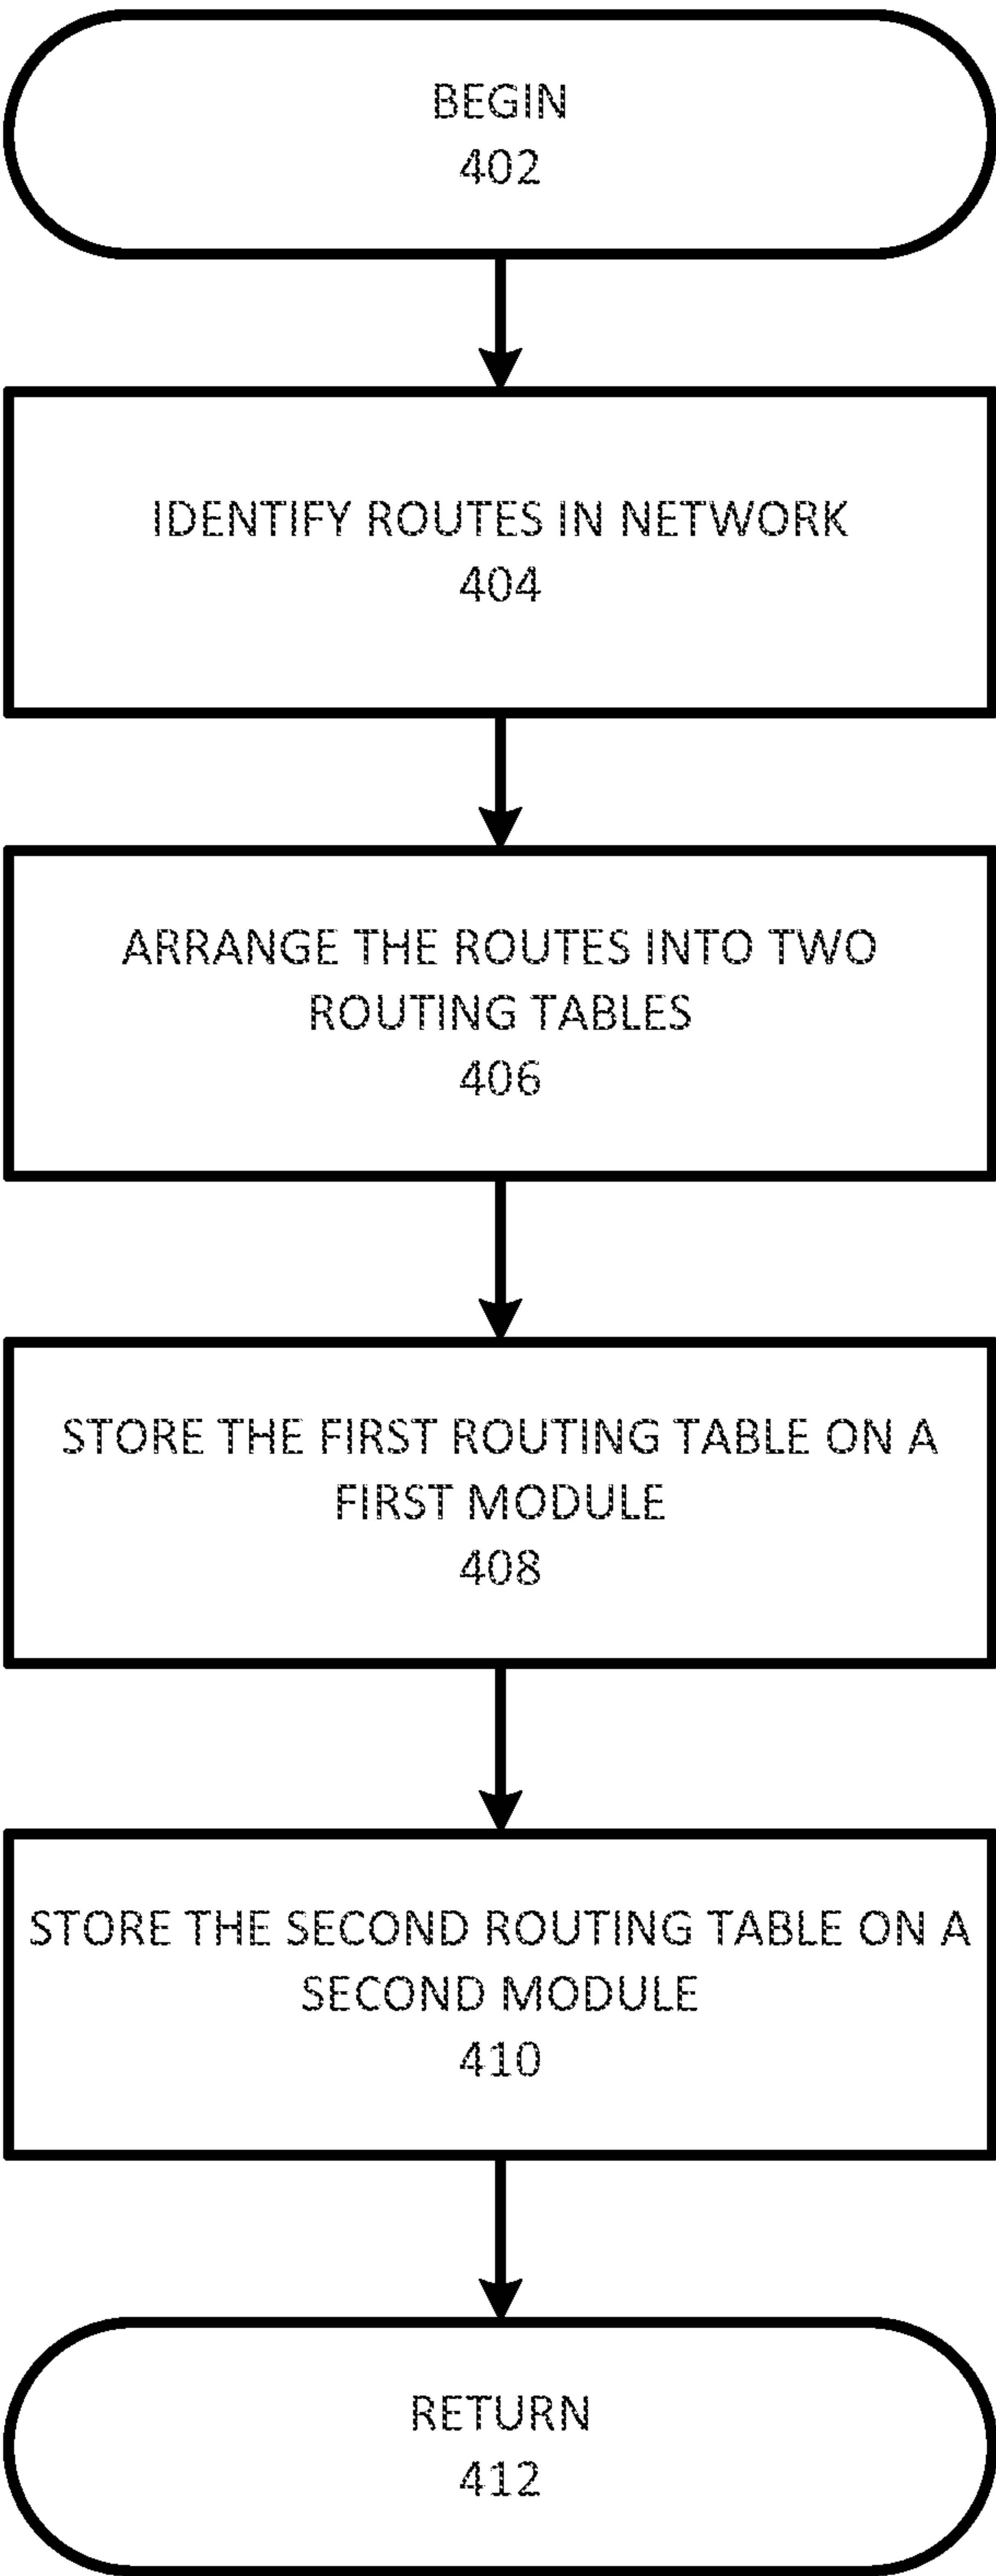 BEGIN
402
IDENTIFY ROUTES IN NETWORK
404
ARRANGE THE ROUTES INTO TWO
ROUTING TABLES
406
STORE THE FIRST ROUTING TABLE ON A
FIRST MODULE
408
STORE THE SECOND ROUTING TABLE ON A
SECOND MODULE
410
RETURN
412